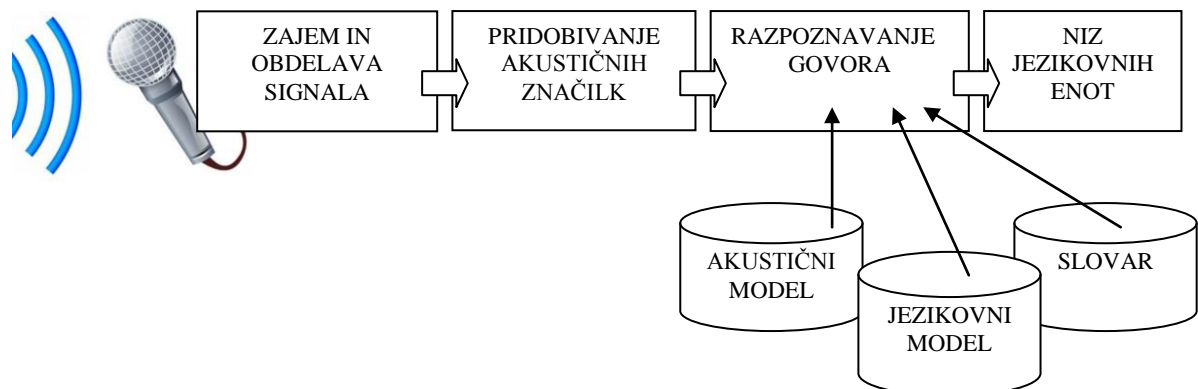 ZAJEM IN
OBDELAVA
SIGNALA
PRIDOBIVANJE
AKUSTIČNIH
ZNAČILK
RAZPOZNAVANJE
GOVORA
NIZ
JEZIKOVNIH
ENOT
AKUSTIČNI
MODEL
JEZIKOVNI
MODEL
SLOVAR